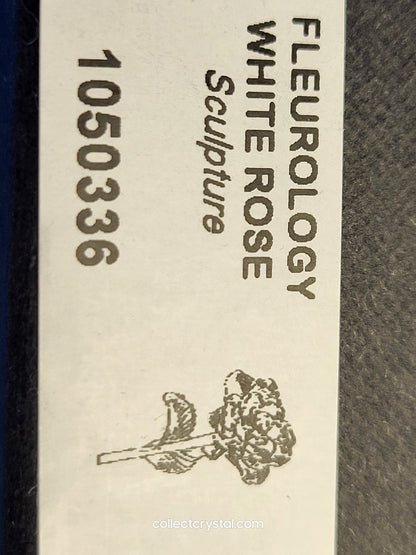 FLEUROLOGY
WHITE ROSE
Sculpture
1050336
collectcrystal.com